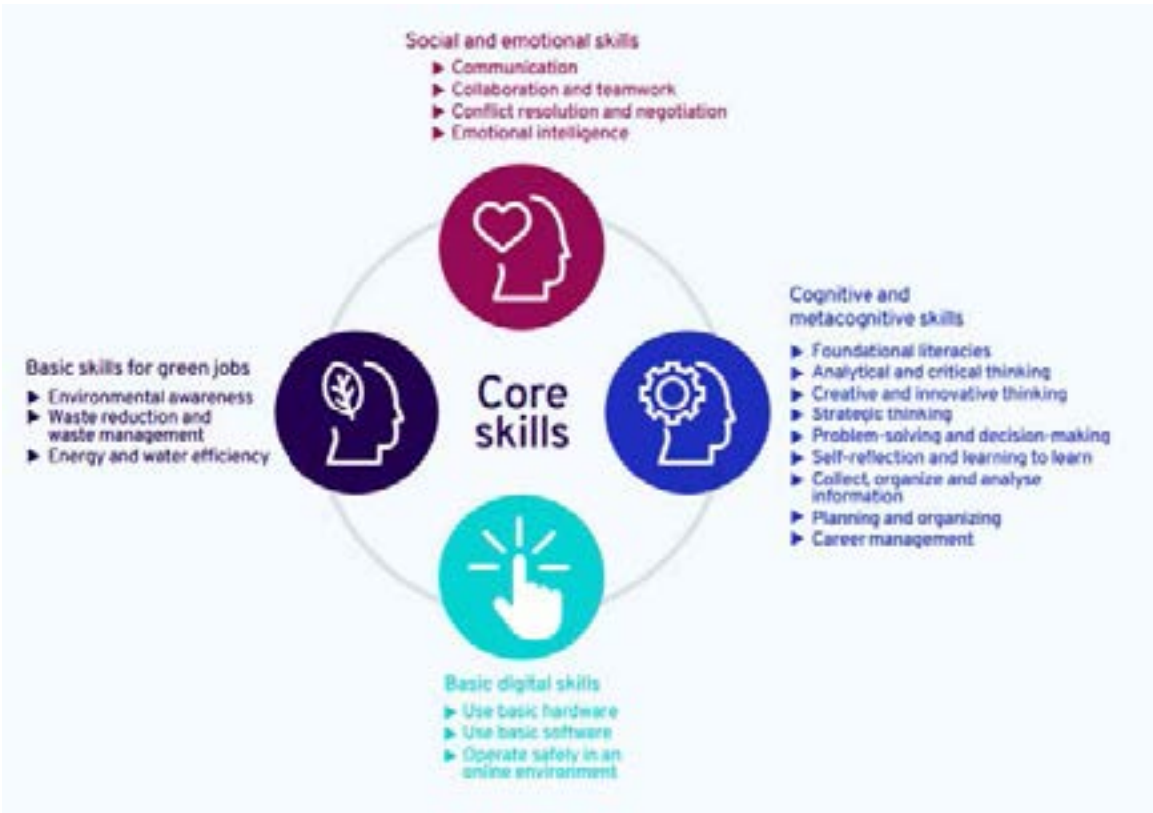 Social and emotional skills
▶ Communication
▶ Collaboration and teamwork
▶ Conflict resolution and negotiation
▶ Emotional intelligence
Cognitive and
metacognitive skills
▶ Foundational literacies
▶ Analytical and critical thinking
▶ Creative and innovative thinking
▶ Strategic thinking
▶ Problem-solving and decision-making
▶ Self-reflection and learning to learn
▶ Collect, organize and analyse
information
▶ Planning and organizing
▶ Career management
Basic skills for green jobs
▶ Environmental awareness
▶ Waste reduction and
waste management
▶ Energy and water efficiency
Core
skills
Basic digital skills
▶ Use basic hardware
▶ Use basic software
▶ Operate safely in an
online environment